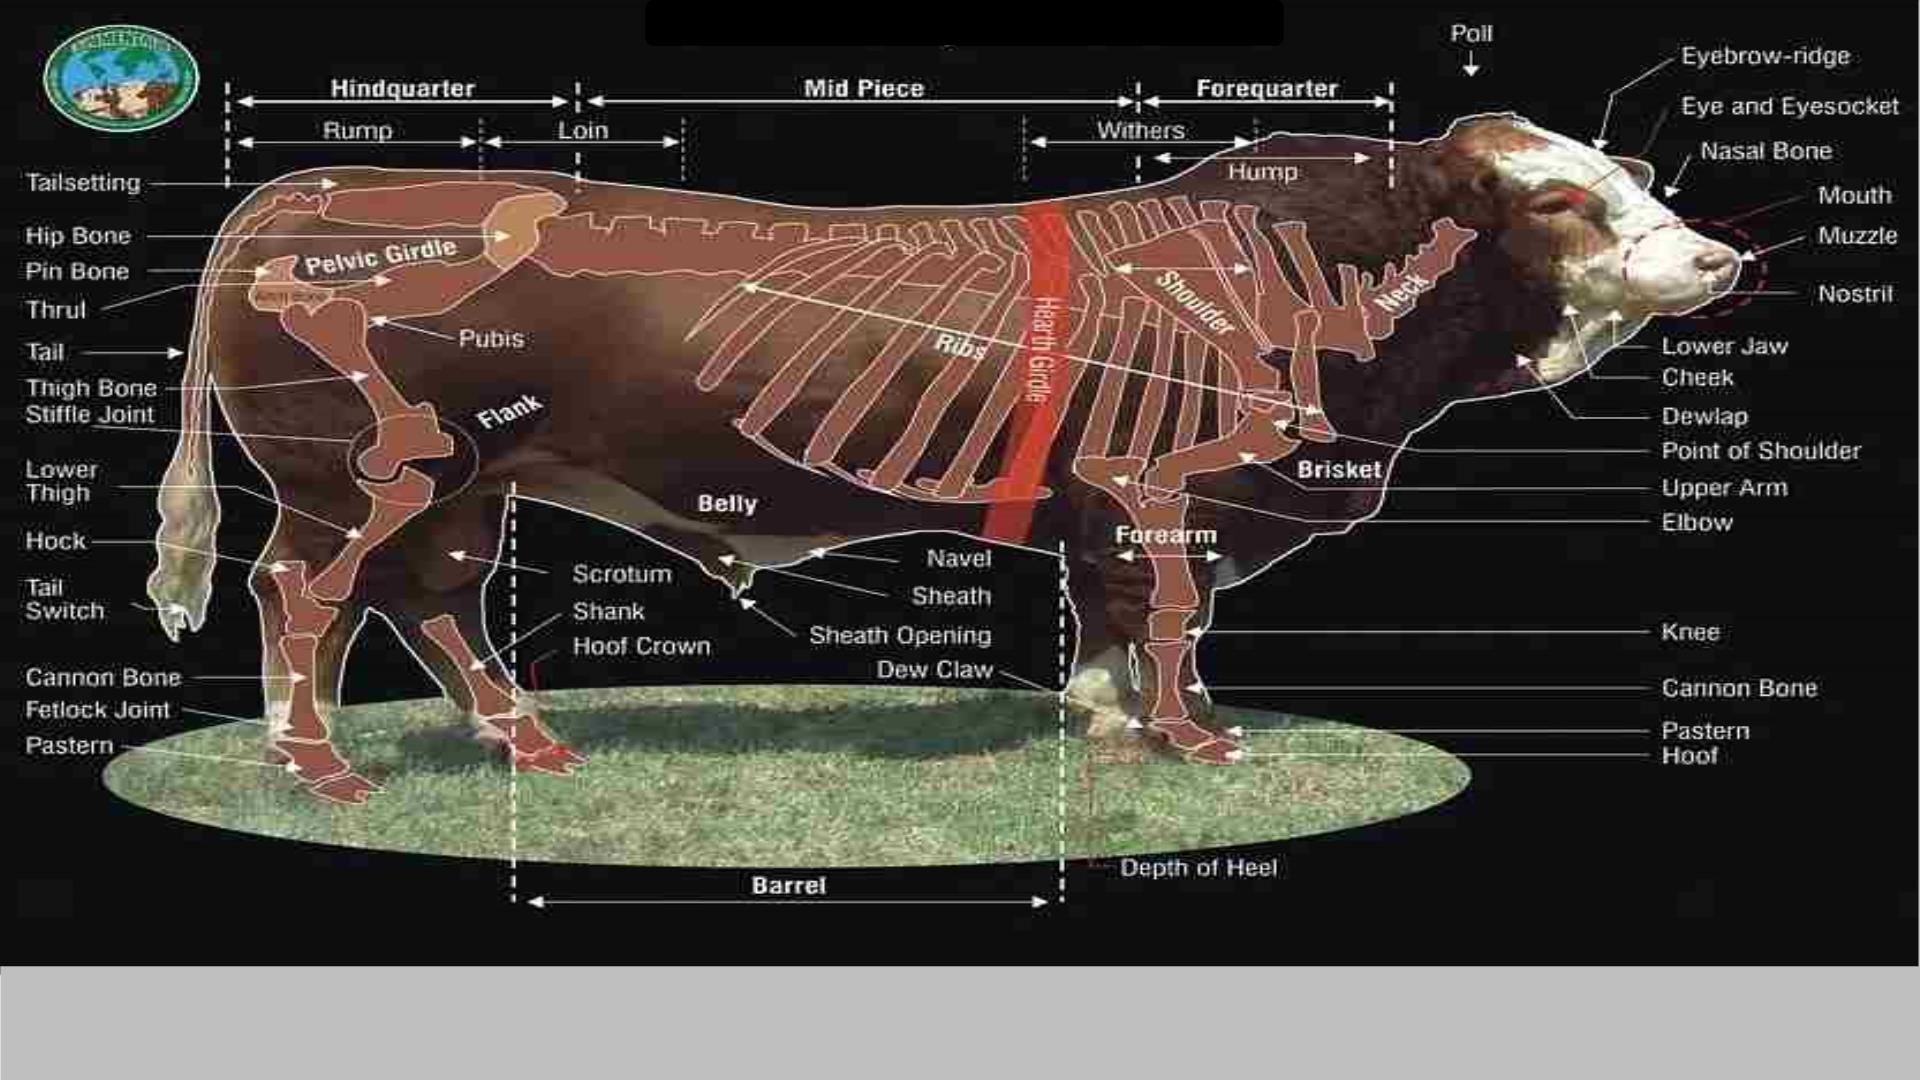 Poll
Eyebrow-ridge
Hindquarter
Mid Piece
Forequarter
Eye and Eyesocket
Rump
Loin
Withers
Nasal Bone
Hump
Tailsetting
Mouth
Hip Bone
Muzzle
Pelvic Girdle
Pin Bone
Nostril
Thrul
Shoulder
Neck
Hearth Girdle
Pubis
Ribs
Tail
Lower Jaw
Cheek
Thigh Bone
Stiffle Joint
Flank
Dewlap
Point of Shoulder
Lower
Thigh
Brisket
Upper Arm
Belly
Elbow
Hock
Forearm
Navel
Scrotum
Tail
Switch
Sheath
Shank
Sheath Opening
Knee
Hoof Crown
Dew Claw
Cannon Bone
Cannon Bone
Fetlock Joint
Pastern
Pastern
Hoof
Depth of Heel
Barrel